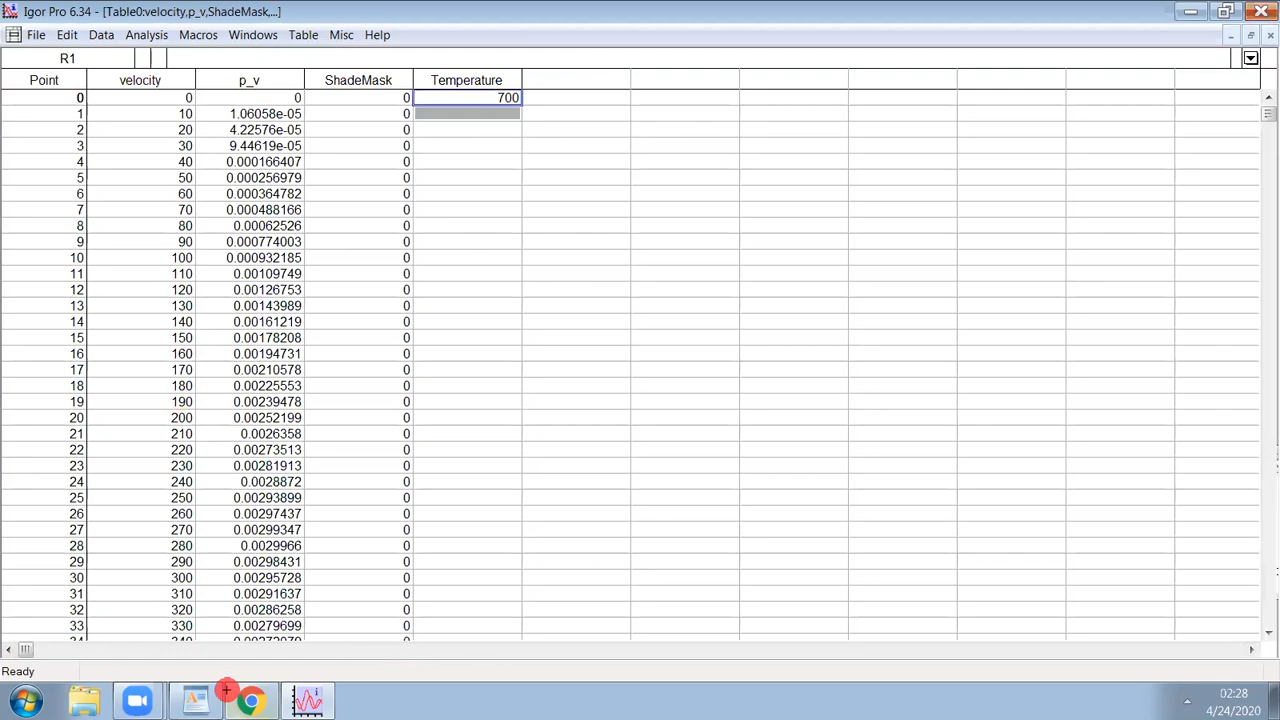 Igor Pro 6.34 - [Table0:velocity,p_v,ShadeMask,...]
File Edit Data Analysis Macros Windows Table Misc Help
R1
Point velocity p_v ShadeMask Temperature
0 0 0 0 700
1 10 1.06058e-05 0
2 20 4.22576e-05 0
3 30 9.44619e-05 0
4 40 0.000166407 0
5 50 0.000256979 0
6 60 0.000364782 0
7 70 0.000488166 0
8 80 0.00062526 0
9 90 0.000774003 0
10 100 0.000932185 0
11 110 0.00109749 0
12 120 0.00126753 0
13 130 0.00143989 0
14 140 0.00161219 0
15 150 0.00178208 0
16 160 0.00194731 0
17 170 0.00210578 0
18 180 0.00225553 0
19 190 0.00239478 0
20 200 0.00252199 0
21 210 0.0026358 0
22 220 0.00273513 0
23 230 0.00281913 0
24 240 0.0028872 0
25 250 0.00293899 0
26 260 0.00297437 0
27 270 0.00299347 0
28 280 0.0029966 0
29 290 0.00298431 0
30 300 0.00295728 0
31 310 0.00291637 0
32 320 0.00286258 0
33 330 0.00279699 0
Ready
02:28
4/24/2020